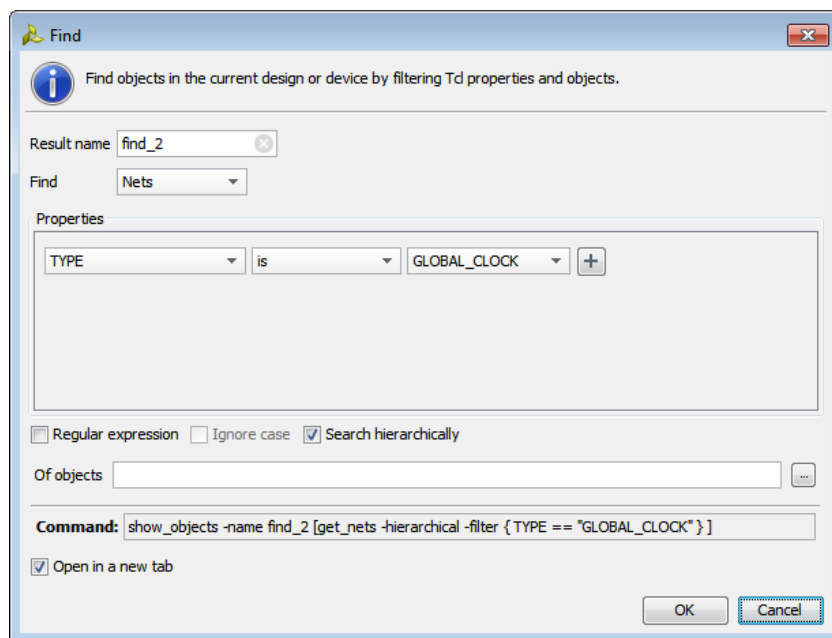 Find
Find objects in the current design or device by filtering Tcl properties and objects.
Result name find_2
Find Nets
Properties
TYPE is GLOBAL_CLOCK +
Regular expression Ignore case Search hierarchically
Of objects ...
Command: show_objects -name find_2 [get_nets -hierarchical -filter { TYPE == "GLOBAL_CLOCK" } ]
Open in a new tab
OK Cancel